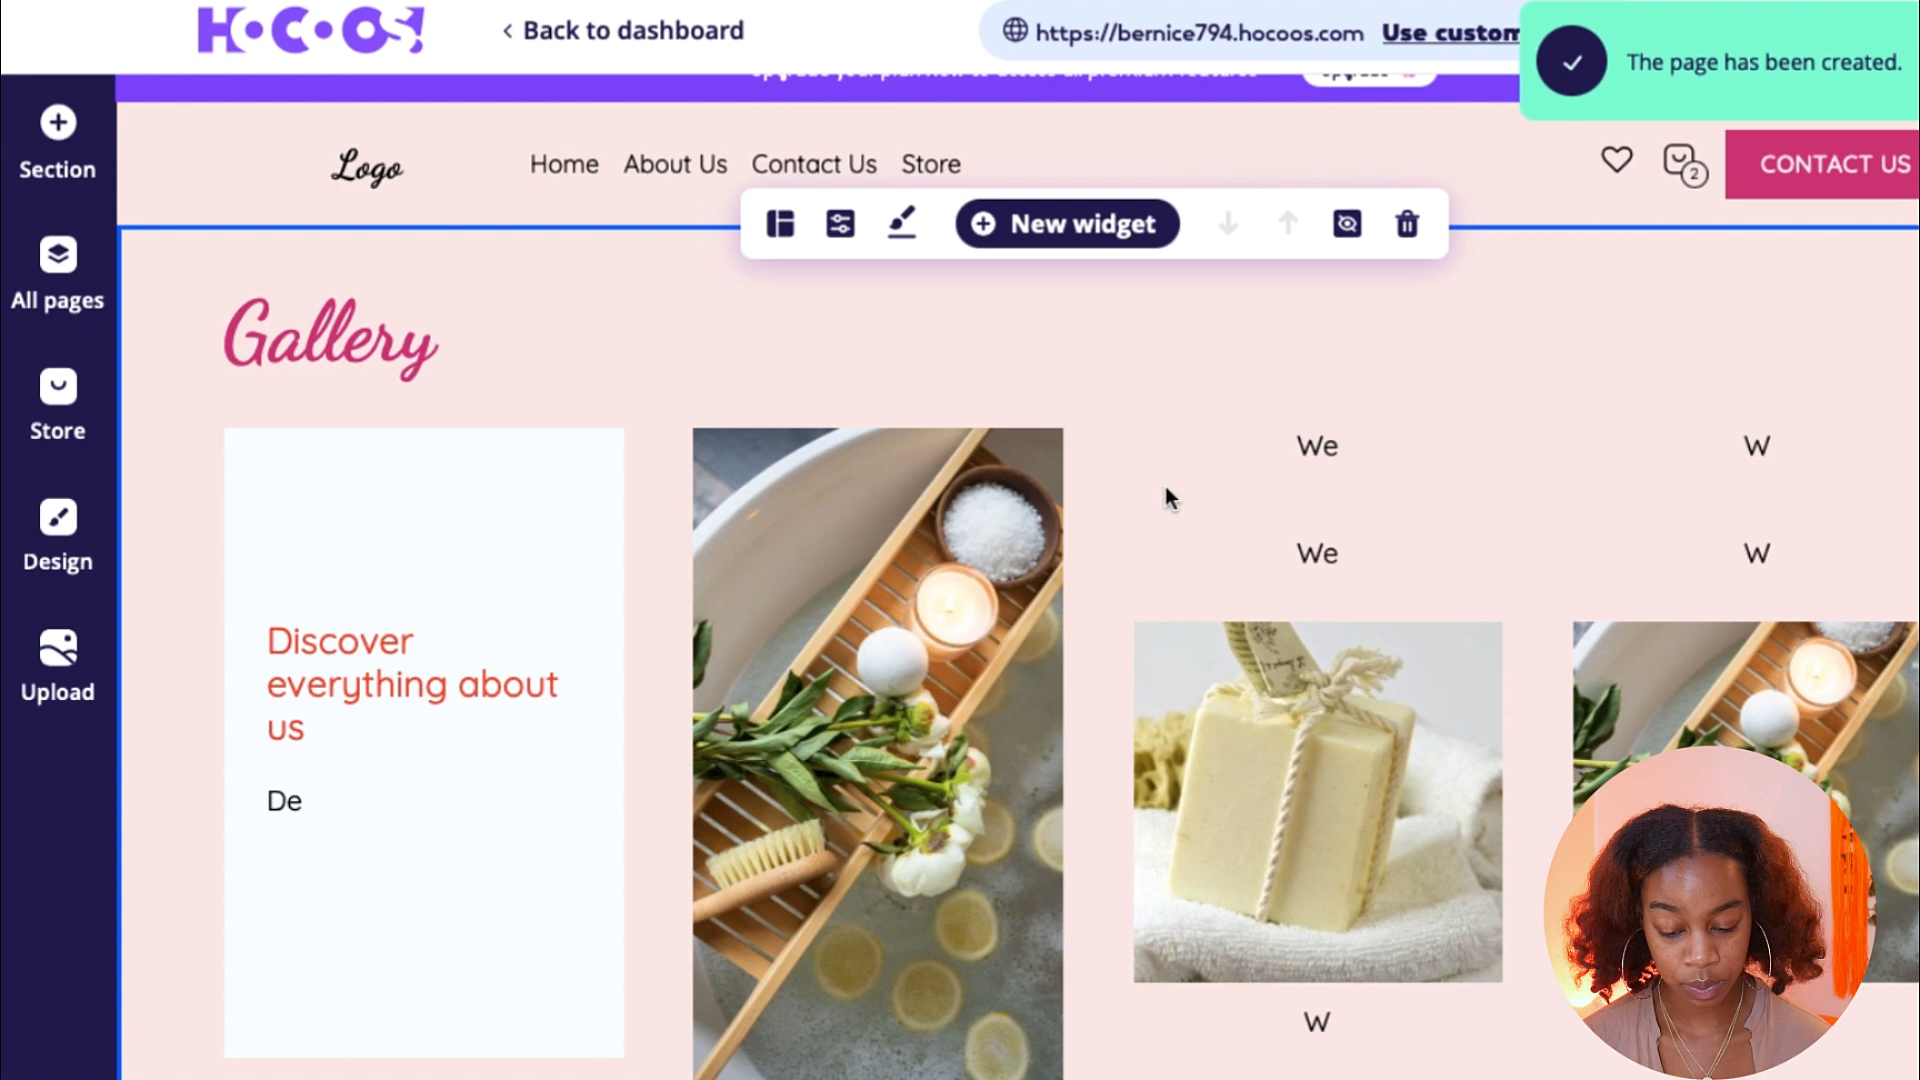 HOCOOS!
Back to dashboard
https://bernice794.hocoos.com Use custom
The page has been created.
Section
All pages
Store
Design
Upload
Logo
Home About Us Contact Us Store
2
CONTACT US
New widget
Gallery
Discover
everything about
us
De
We
We
W
W
W